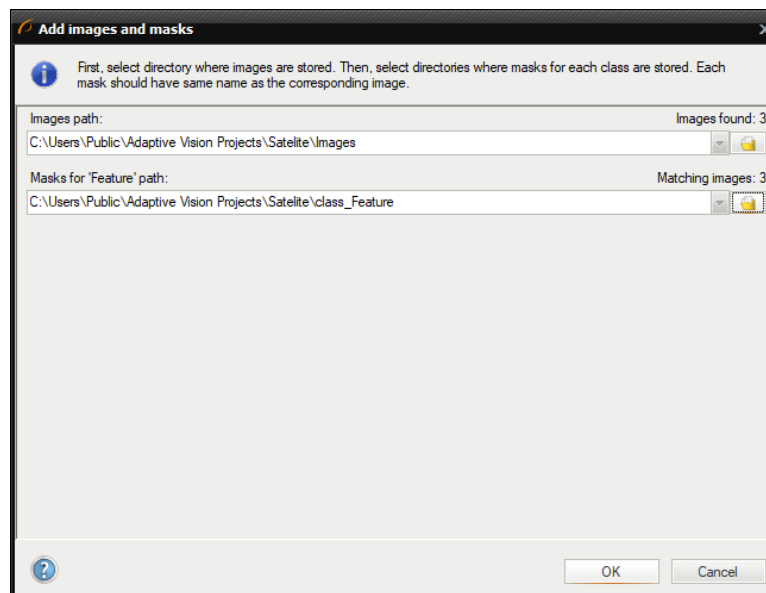 Add images and masks
First, select directory where images are stored. Then, select directories where masks for each class are stored. Each
mask should have same name as the corresponding image.
Images path: Images found: 3
C:\Users\Public\Adaptive Vision Projects\Satelite\Images
Masks for 'Feature' path: Matching images: 3
C:\Users\Public\Adaptive Vision Projects\Satelite\class_Feature
OK Cancel